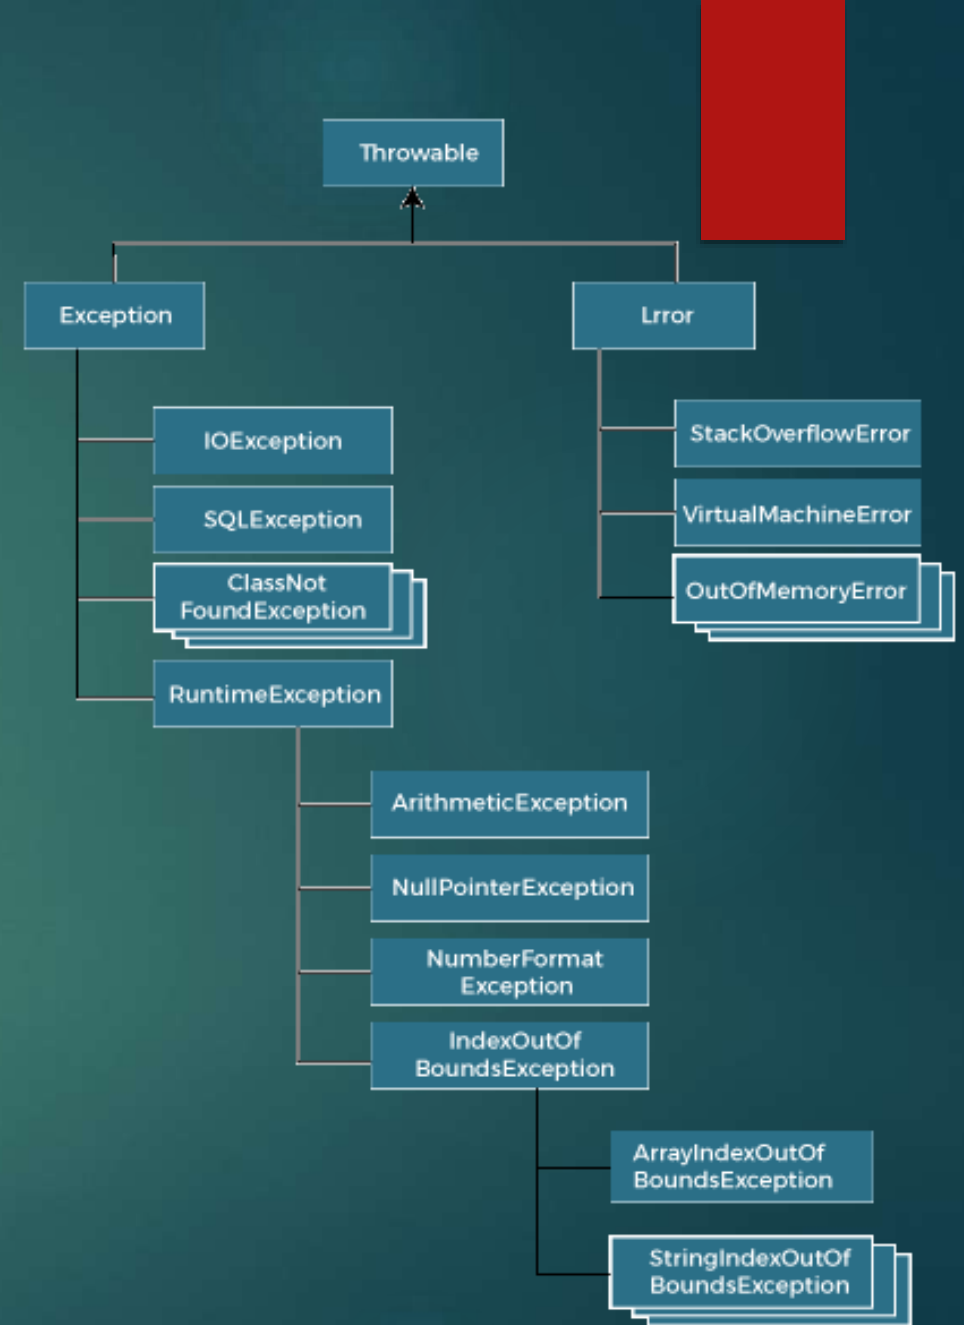 Throwable
Exception
Lrror
IOException
SQLException
ClassNot
FoundException
RuntimeException
StackOverflowError
VirtualMachineError
OutOfMemoryError
ArithmeticException
NullPointerException
NumberFormat
Exception
IndexOutOf
BoundsException
ArrayIndexOutOf
BoundsException
StringIndexOutOf
BoundsException